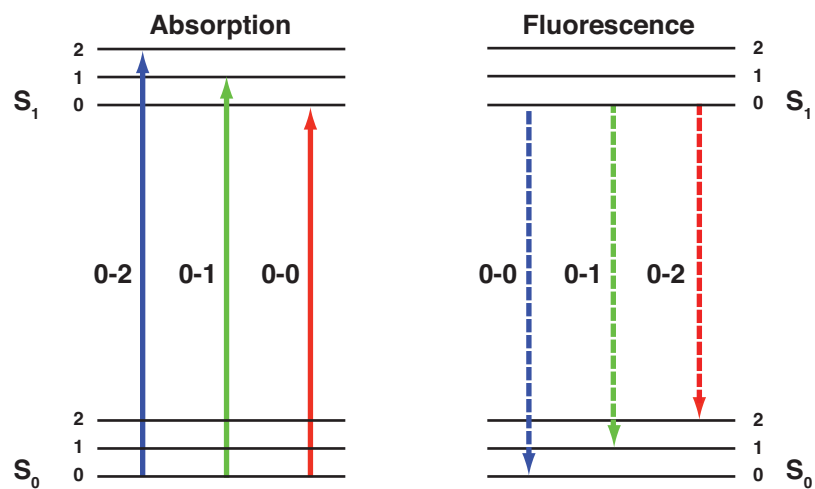 Absorption Fluorescence
2 2
1 1
S₁ 0 0 S₁
0-2 0-1 0-0 0-0 0-1 0-2
2 2
1 1
S₀ 0 0 S₀